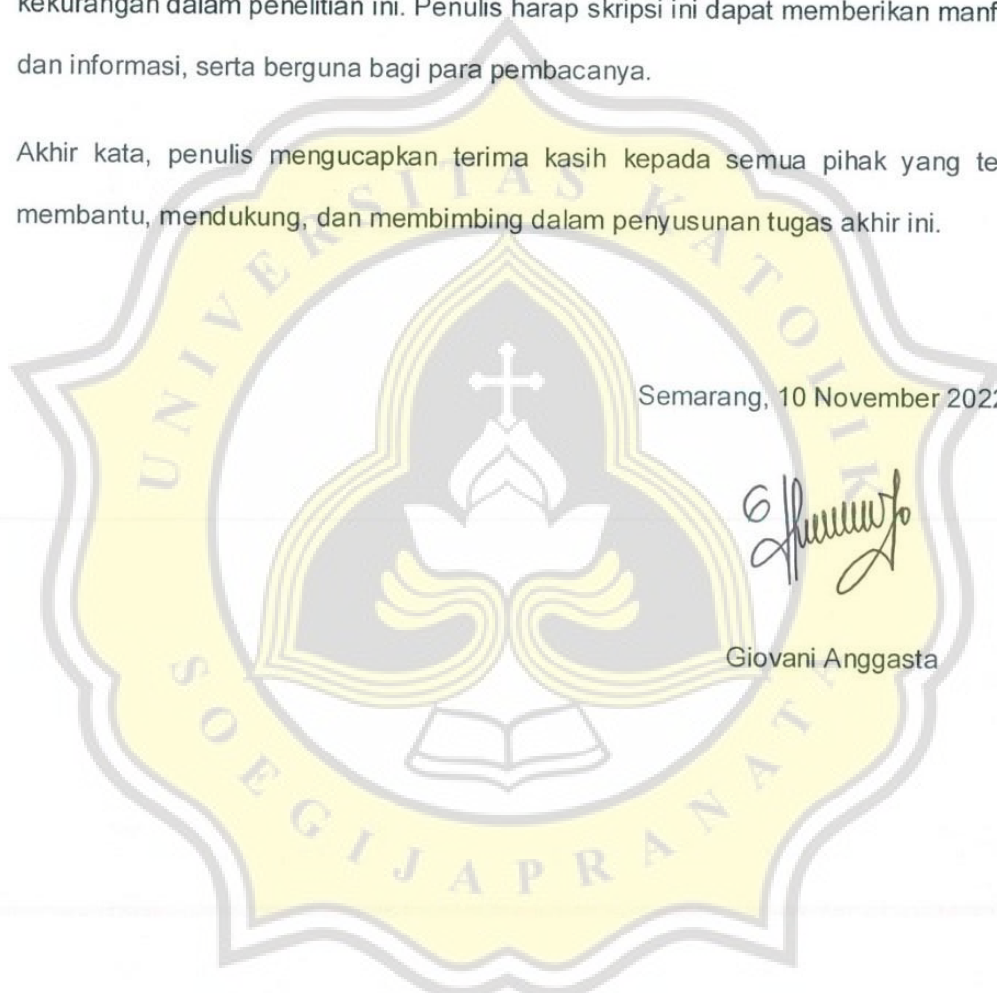 kekurangan dalam penelitian ini. Penulis harap skripsi ini dapat memberikan manf
dan informasi, serta berguna bagi para pembacanya.
Akhir kata, penulis mengucapkan terima kasih kepada semua pihak yang te
membantu, mendukung, dan membimbing dalam penyusunan tugas akhir ini.
UNIVERSITAS KATOLIK
Semarang, 10 November 2022
Giovani Anggasta
SOEGIJAPRANATA